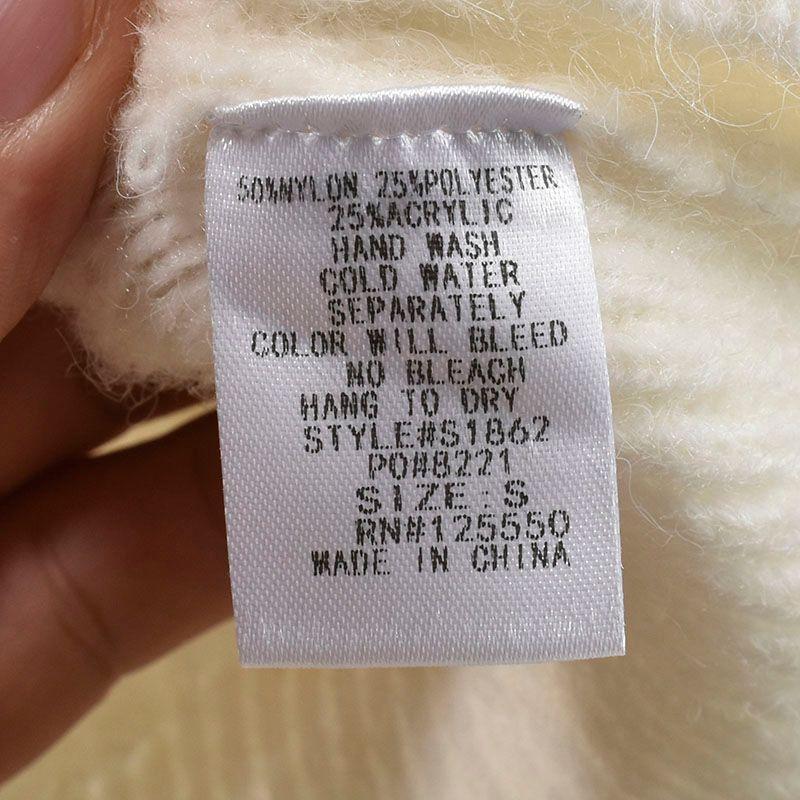 50%NYLON 25%POLYESTER
25%ACRYLIC
HAND WASH
COLD WATER
SEPARATELY
COLOR WILL BLEED
NO BLEACH
HANG TO DRY
STYLE#S1862
PO#8221
SIZE:S
RN#125550
MADE IN CHINA